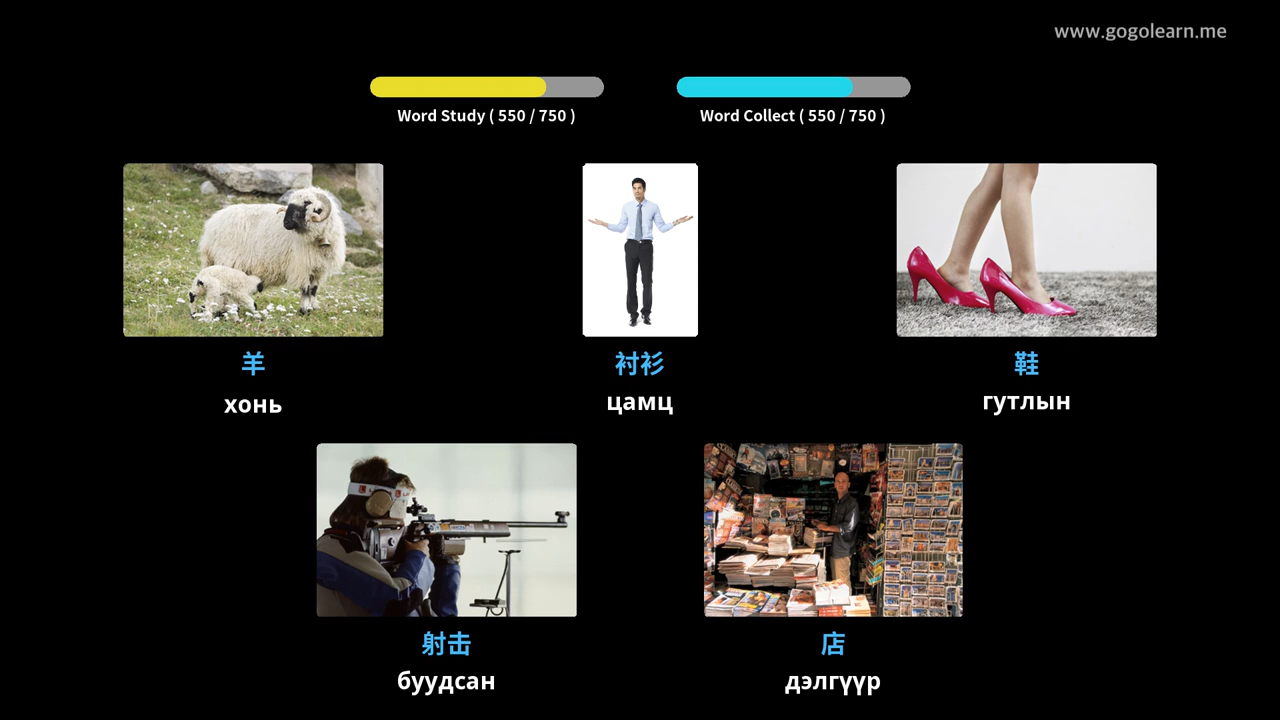 www.gogolearn.me
Word Study ( 550 / 750 )
Word Collect ( 550 / 750 )
羊
хонь
衬衫
цамц
鞋
гутлын
射击
буудсан
店
дэлгүүр